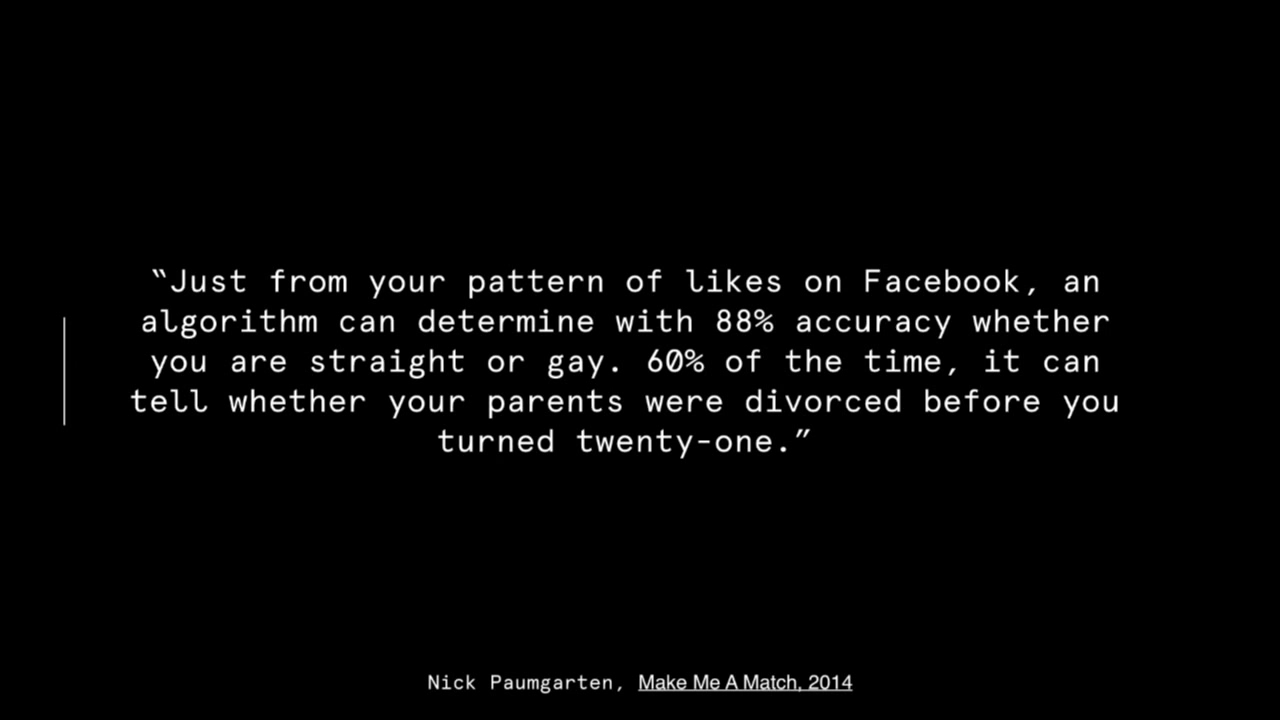 “Just from your pattern of likes on Facebook, an
algorithm can determine with 88% accuracy whether
you are straight or gay. 60% of the time, it can
tell whether your parents were divorced before you
turned twenty-one.”
Nick Paumgarten, Make Me A Match, 2014